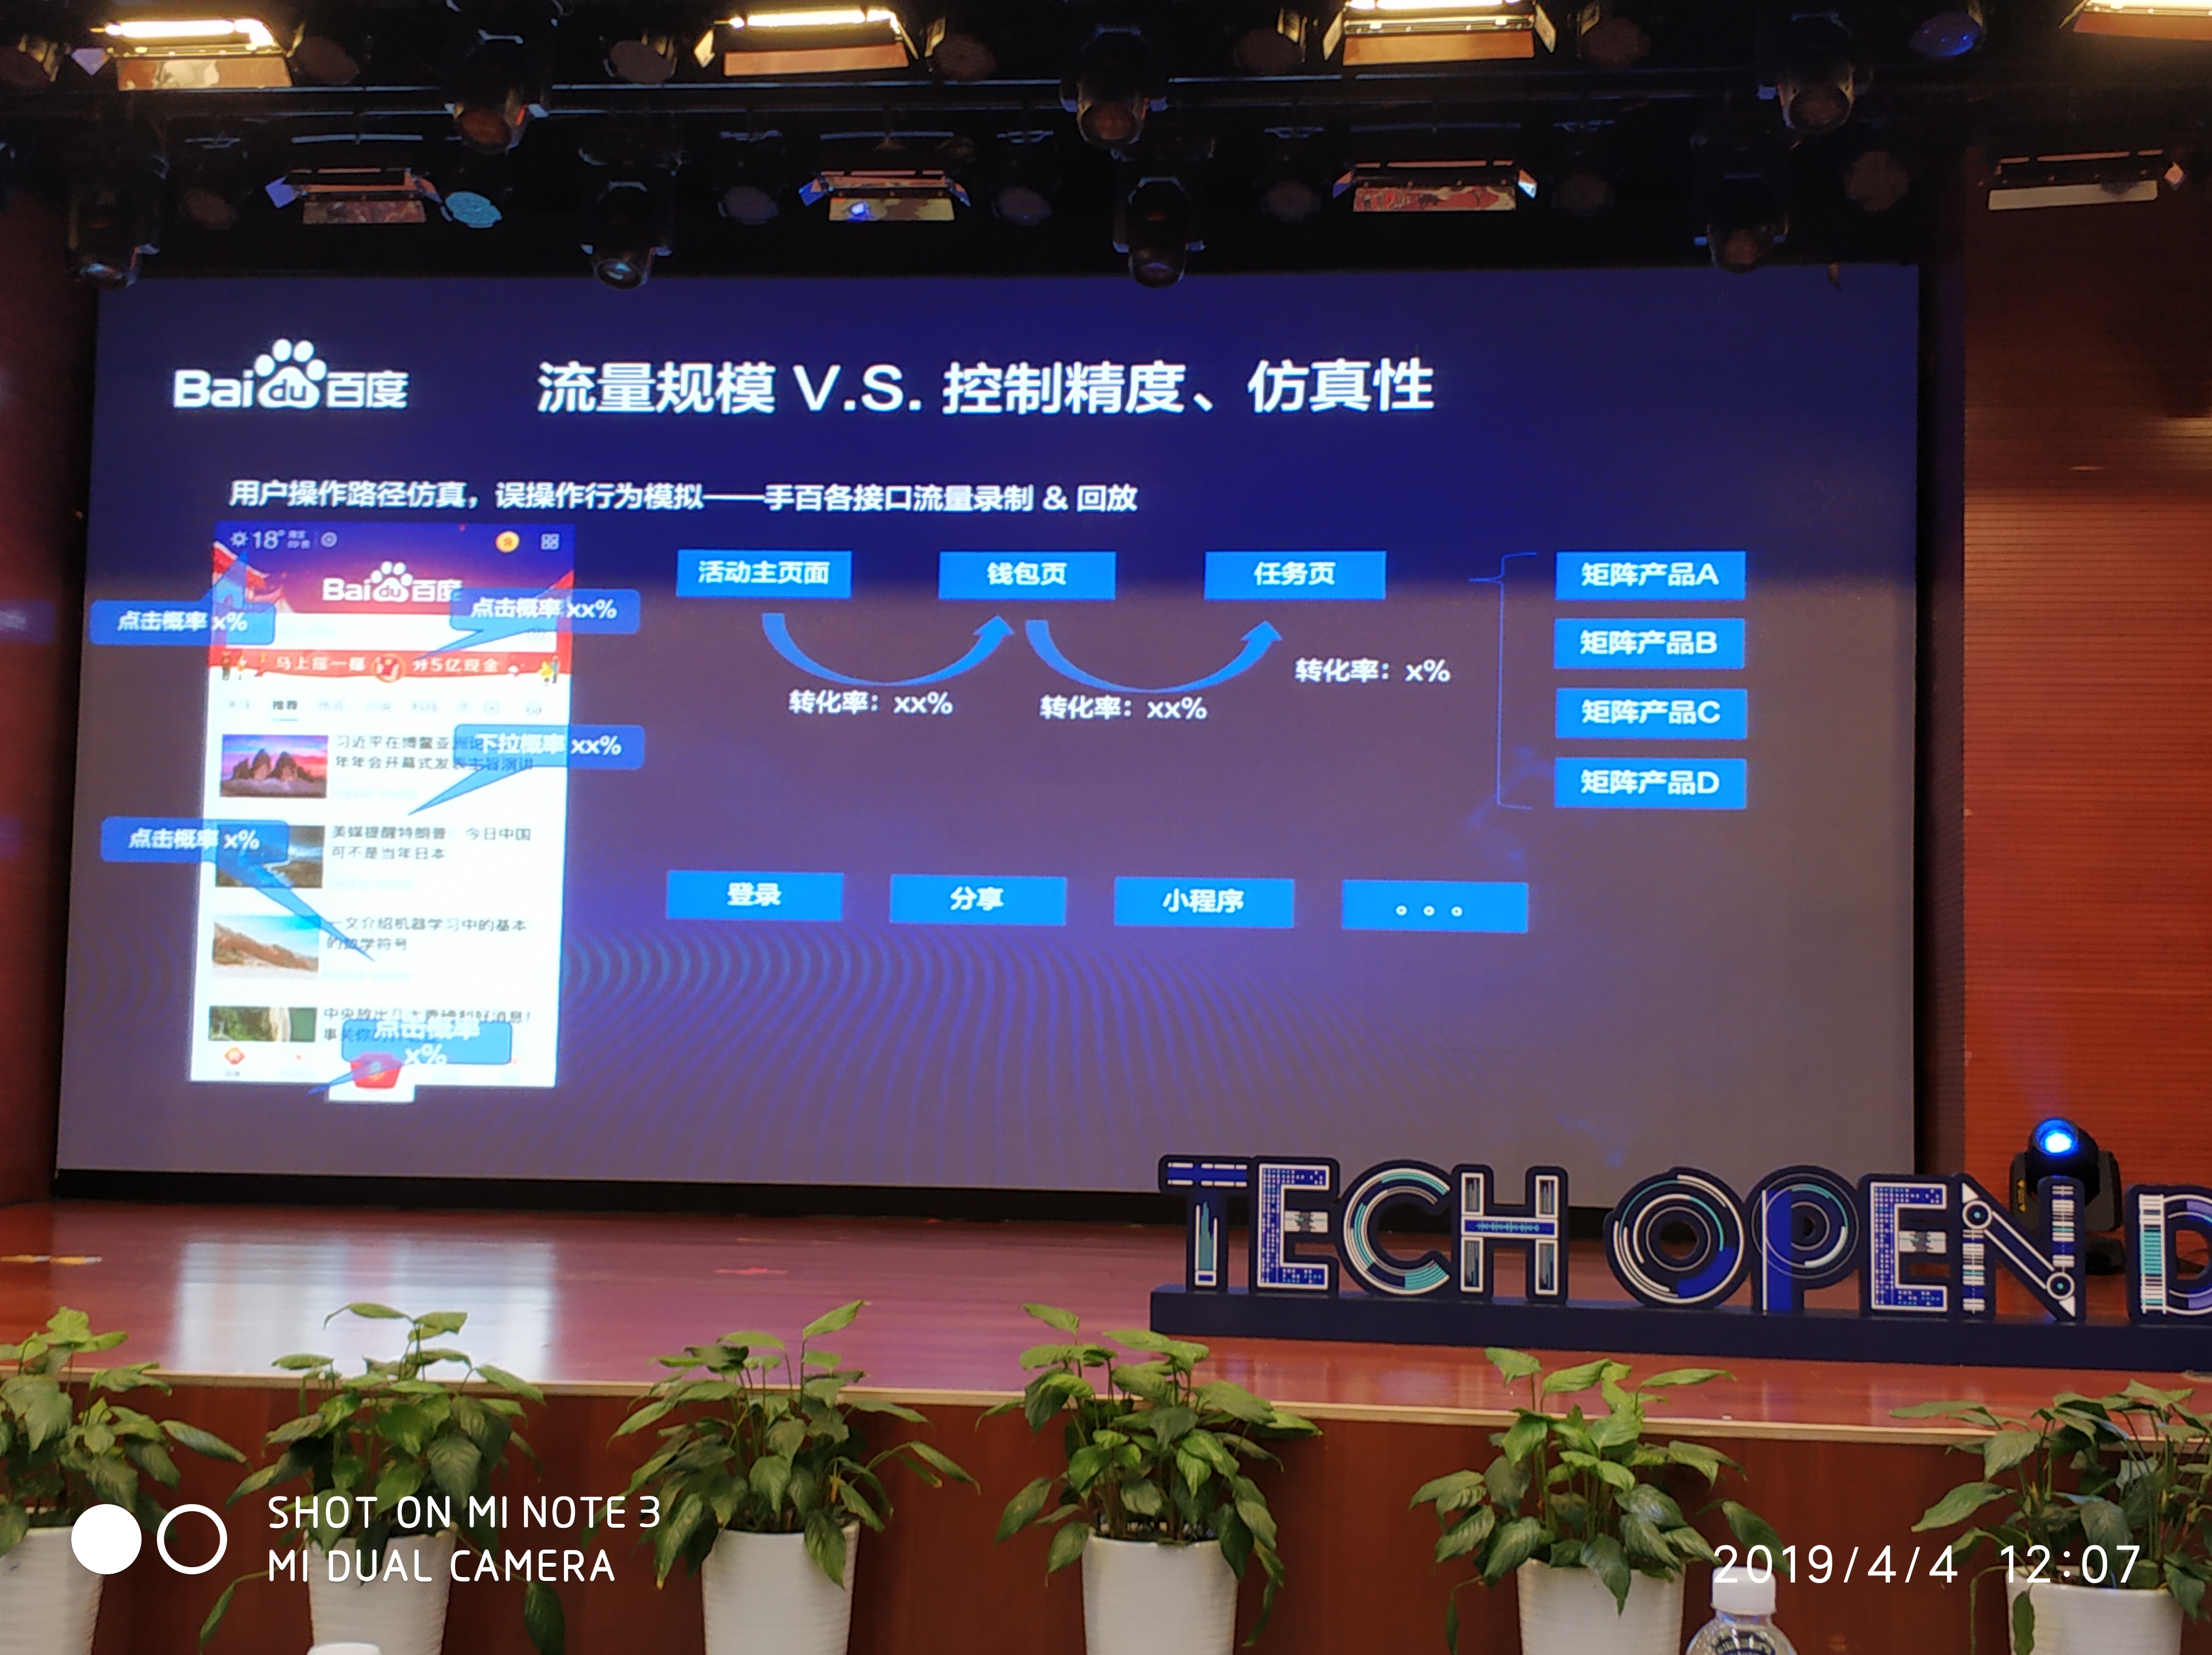 Baidu百度
流量规模 V.S. 控制精度、仿真性
用户操作路径仿真，误操作行为模拟——手百各接口流量录制 & 回放
18°
Baidu百度
点击概率 x%
点击概率 xx%
马上摇一摇 分5亿现金
推荐
习近平在博鳌亚洲论
年年会开幕式发表主旨演讲
下拉概率 xx%
美媒提醒特朗普 今日中国
可不是当年日本
点击概率 x%
一文介绍机器学习中的基本
的数学符号
中央放出
点击概率
x%
活动主页面
钱包页
任务页
转化率：xx%
转化率：xx%
转化率：x%
矩阵产品A
矩阵产品B
矩阵产品C
矩阵产品D
登录
分享
小程序
。。。
TECH OPEN D
SHOT ON MI NOTE 3
MI DUAL CAMERA
2019/4/4 12:07